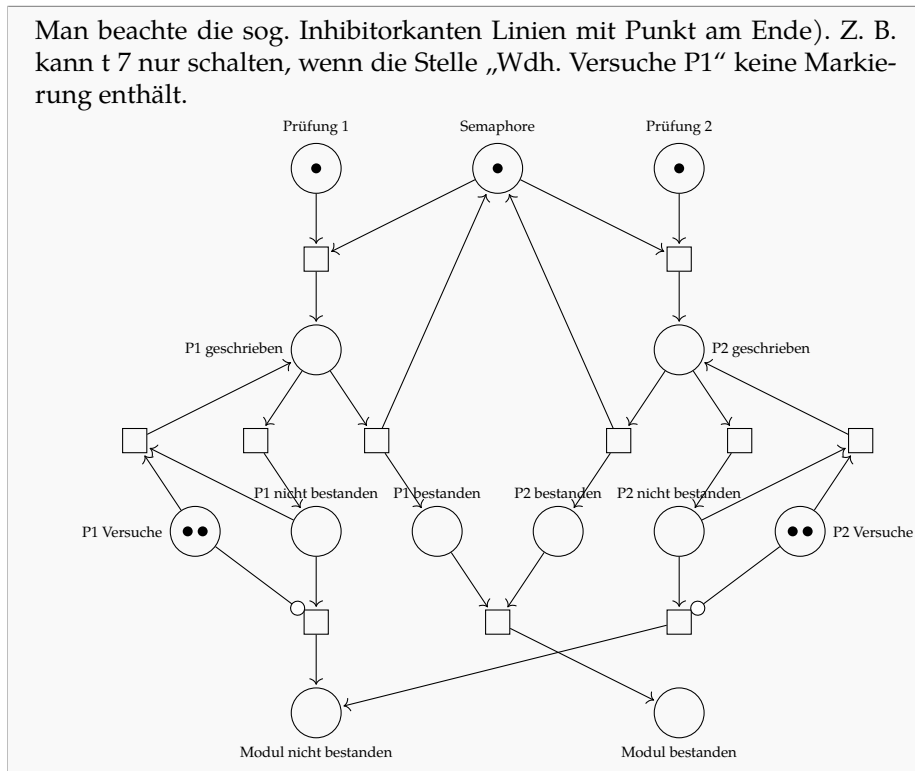 Man beachte die sog. Inhibitorkanten Linien mit Punkt am Ende). Z. B.
kann t 7 nur schalten, wenn die Stelle „Wdh. Versuche P1“ keine Markie-
rung enthält.
Prüfung 1
Semaphore
Prüfung 2
P1 geschrieben
P2 geschrieben
P1 nicht bestanden
P1 bestanden
P2 bestanden
P2 nicht bestanden
P1 Versuche
P2 Versuche
Modul nicht bestanden
Modul bestanden